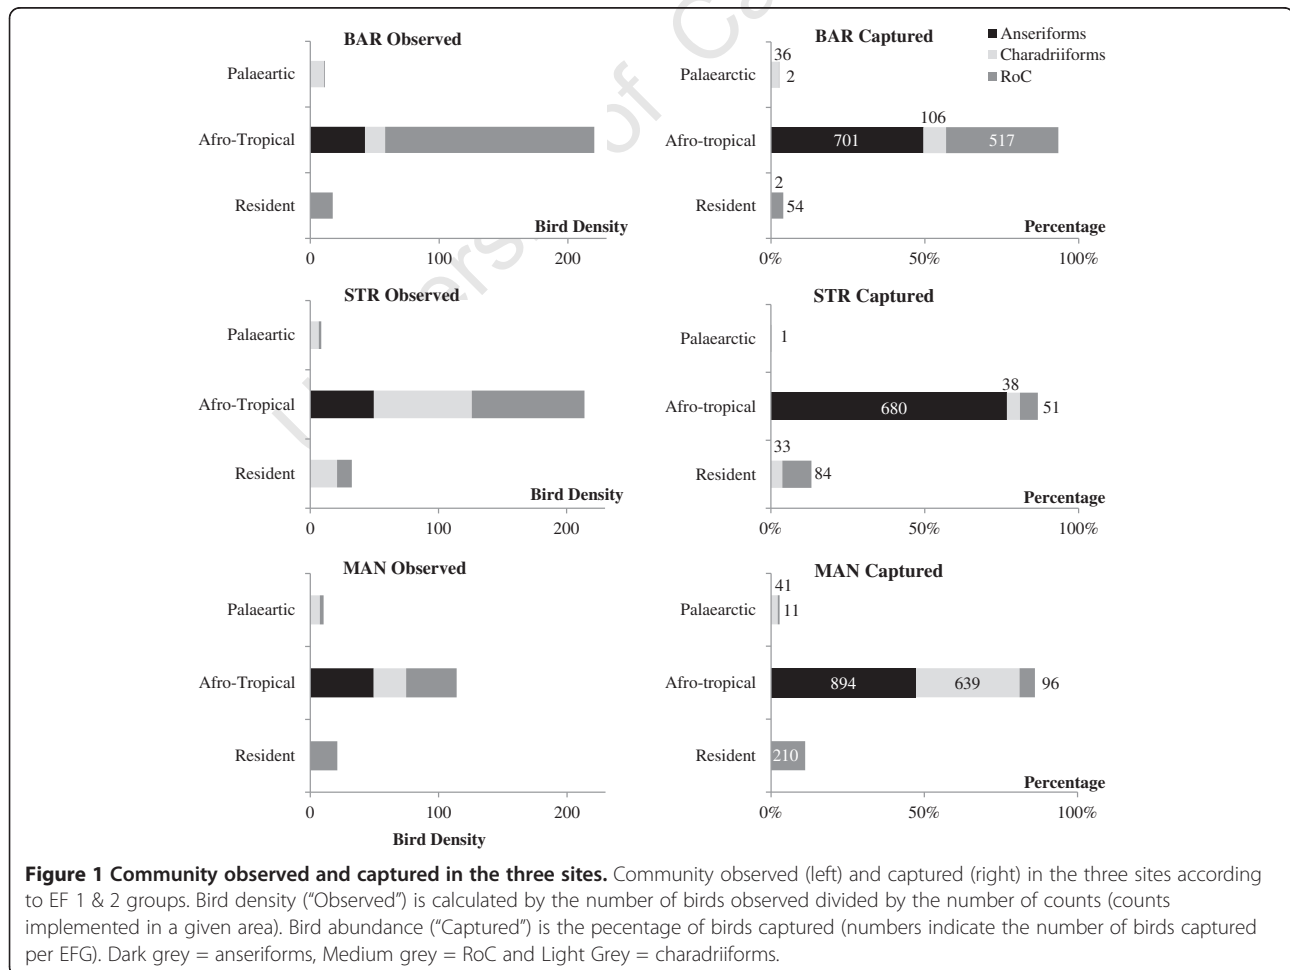 BAR Observed
Palaeartic
Afro-Tropical
Resident
Bird Density
0 100 200
BAR Captured
Anseriforms
Charadriiforms
RoC
Palaearctic
36
2
Afro-tropical
106
701
517
Resident
2
54
Percentage
0% 50% 100%
STR Observed
Palaeartic
Afro-Tropical
Resident
Bird Density
0 100 200
STR Captured
Palaearctic
1
Afro-tropical
38
680
51
Resident
33
84
Percentage
0% 50% 100%
MAN Observed
Palaeartic
Afro-Tropical
Resident
0 100 200
Bird Density
MAN Captured
Palaearctic
41
11
Afro-tropical
894
639
96
Resident
210
Percentage
0% 50% 100%
Figure 1 Community observed and captured in the three sites. Community observed (left) and captured (right) in the three sites according
to EF 1 & 2 groups. Bird density (“Observed”) is calculated by the number of birds observed divided by the number of counts (counts
implemented in a given area). Bird abundance (“Captured”) is the pecentage of birds captured (numbers indicate the number of birds captured
per EFG). Dark grey = anseriforms, Medium grey = RoC and Light Grey = charadriiforms.